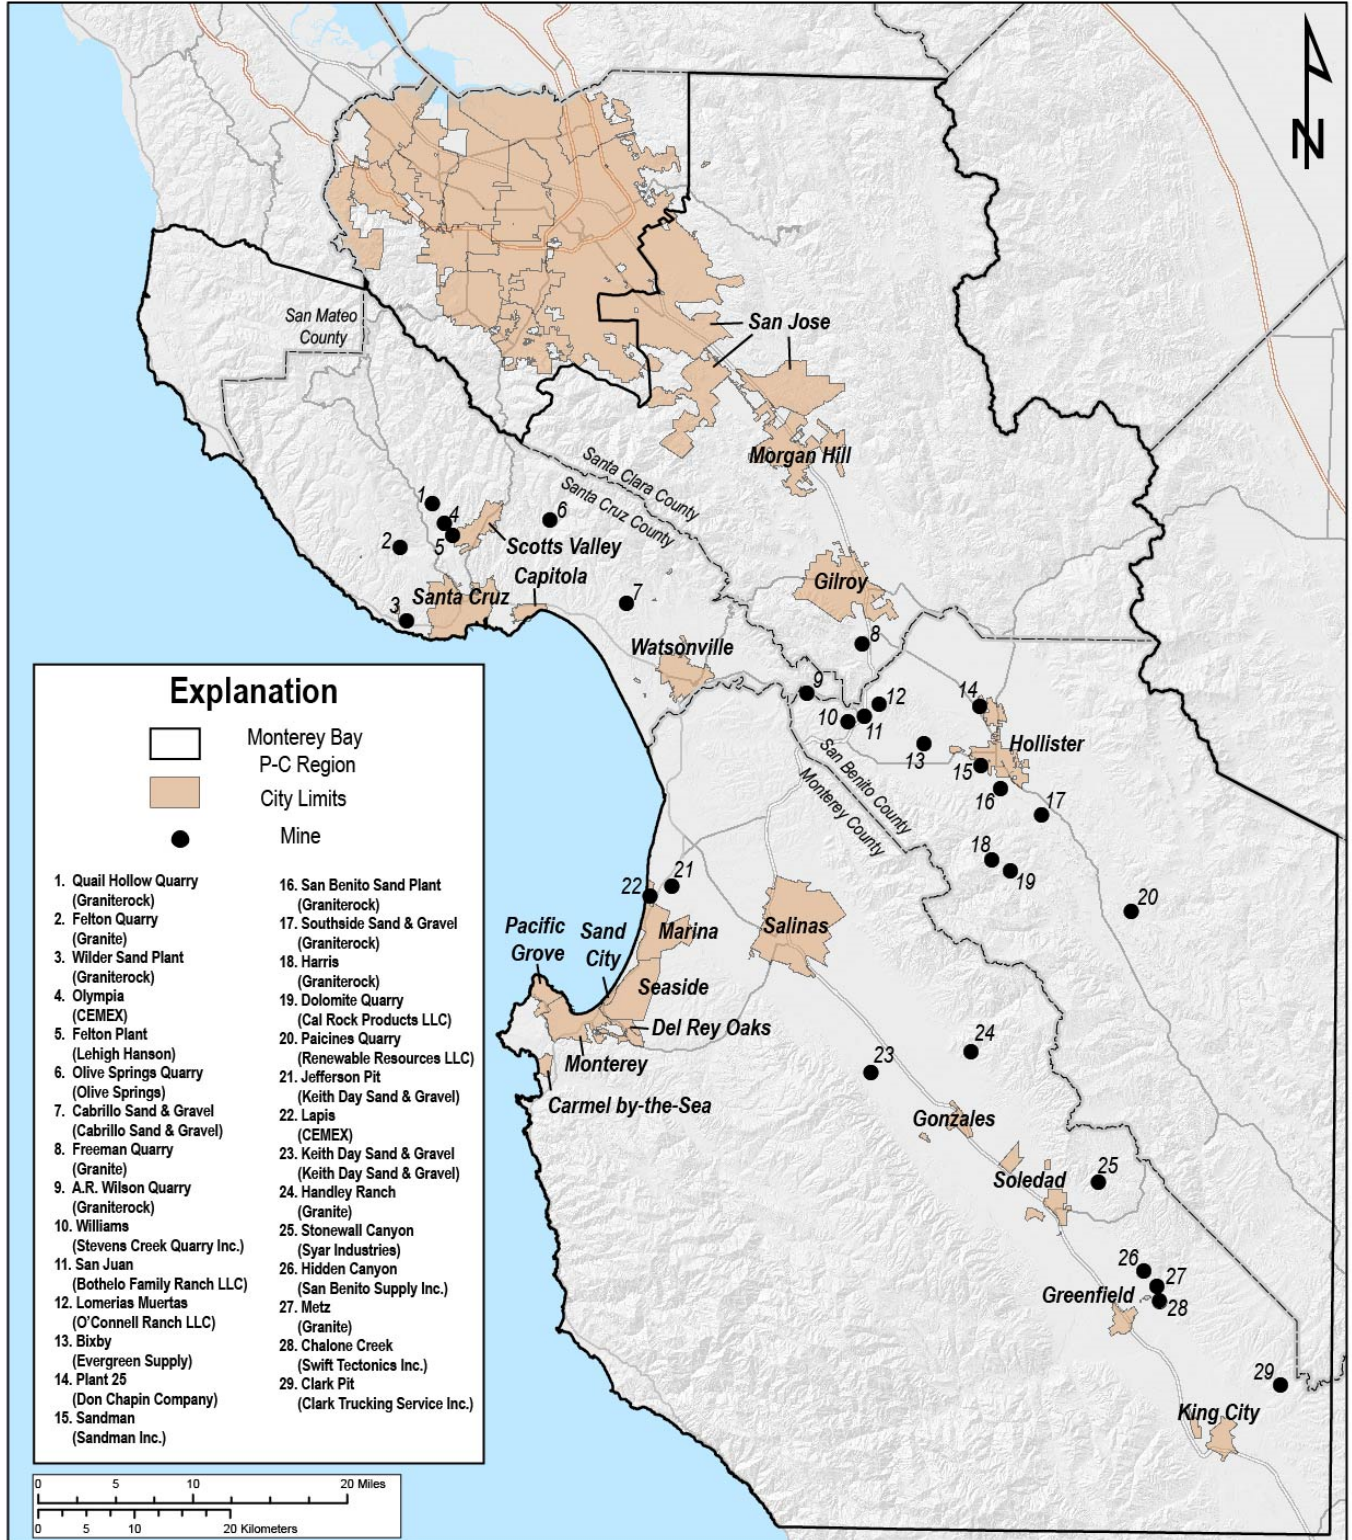 N
San Mateo
County
San Jose
Morgan Hill
Santa Clara County
Santa Cruz County
1
4
2
5
6
Scotts Valley
Capitola
3
Santa Cruz
7
Gilroy
8
Watsonville
9
12
10
11
14
13
Hollister
15
16
17
San Benito County
Monterey County
18
19
20
21
22
Pacific
Grove
Sand
City
Marina
Salinas
Seaside
Del Rey Oaks
Monterey
Carmel by-the-Sea
23
24
Gonzales
Soledad
25
26
27
28
Greenfield
29
King City
Explanation
Monterey Bay
P-C Region
City Limits
Mine
1. Quail Hollow Quarry
(Graniterock)
2. Felton Quarry
(Granite)
3. Wilder Sand Plant
(Graniterock)
4. Olympia
(CEMEX)
5. Felton Plant
(Lehigh Hanson)
6. Olive Springs Quarry
(Olive Springs)
7. Cabrillo Sand & Gravel
(Cabrillo Sand & Gravel)
8. Freeman Quarry
(Granite)
9. A.R. Wilson Quarry
(Graniterock)
10. Williams
(Stevens Creek Quarry Inc.)
11. San Juan
(Bothelo Family Ranch LLC)
12. Lomerias Muertas
(O'Connell Ranch LLC)
13. Bixby
(Evergreen Supply)
14. Plant 25
(Don Chapin Company)
15. Sandman
(Sandman Inc.)
16. San Benito Sand Plant
(Graniterock)
17. Southside Sand & Gravel
(Graniterock)
18. Harris
(Graniterock)
19. Dolomite Quarry
(Cal Rock Products LLC)
20. Paicines Quarry
(Renewable Resources LLC)
21. Jefferson Pit
(Keith Day Sand & Gravel)
22. Lapis
(CEMEX)
23. Keith Day Sand & Gravel
(Keith Day Sand & Gravel)
24. Handley Ranch
(Granite)
25. Stonewall Canyon
(Syar Industries)
26. Hidden Canyon
(San Benito Supply Inc.)
27. Metz
(Granite)
28. Chalone Creek
(Swift Tectonics Inc.)
29. Clark Pit
(Clark Trucking Service Inc.)
0 5 10 20 Miles
0 5 10 20 Kilometers